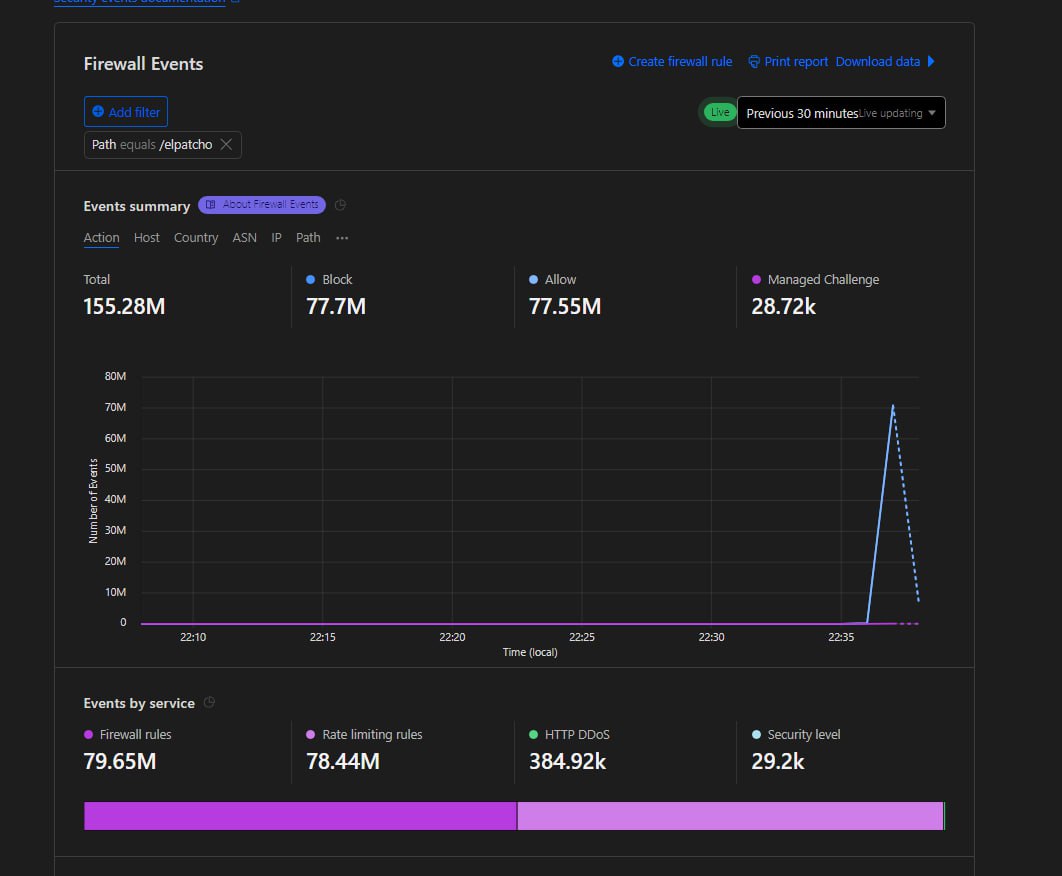 Security Events documentation
Firewall Events
Create firewall rule Print report Download data
Add filter
Live Previous 30 minutes Live updating
Path equals /elpatcho
Events summary About Firewall Events
Action Host Country ASN IP Path ...
Total Block Allow Managed Challenge
155.28M 77.7M 77.55M 28.72k
80M
70M
60M
50M
40M
30M
20M
10M
0
Number of Events
22:10 22:15 22:20 22:25 22:30 22:35
Time (local)
Events by service
Firewall rules Rate limiting rules HTTP DDoS Security level
79.65M 78.44M 384.92k 29.2k